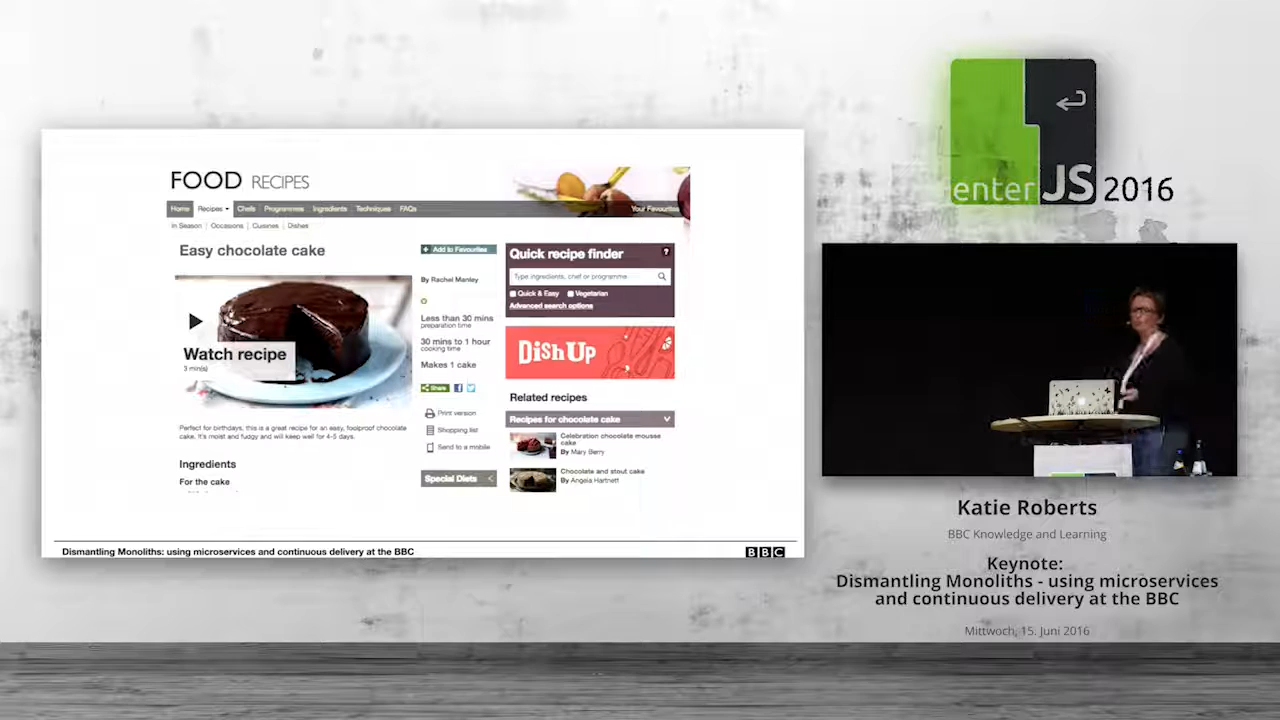 FOOD RECIPES
Home Recipes Chefs Programmes Ingredients Techniques FAQs Your Favourites
In Season | Occasions | Cuisines | Dishes
Easy chocolate cake
Watch recipe
3 min(s)
Perfect for birthdays, this is a great recipe for an easy, foolproof chocolate
cake. It's moist and fudgy and will keep well for 4-5 days.
Ingredients
For the cake
+ Add to Favourites
By Rachel Manley
Less than 30 mins
preparation time
30 mins to 1 hour
cooking time
Makes 1 cake
Share
Print version
Shopping list
Send to a mobile
Special Diets
Quick recipe finder ?
Type ingredients, chef or programme
Quick & Easy Vegetarian
Advanced search options
DISH UP
Related recipes
Recipes for chocolate cake
Celebration chocolate mousse
cake
By Mary Berry
Chocolate and stout cake
By Angela Hartnett
Dismantling Monoliths: using microservices and continuous delivery at the BBC
BBC
enterJS 2016
Katie Roberts
BBC Knowledge and Learning
Keynote:
Dismantling Monoliths - using microservices
and continuous delivery at the BBC
Mittwoch, 15. Juni 2016